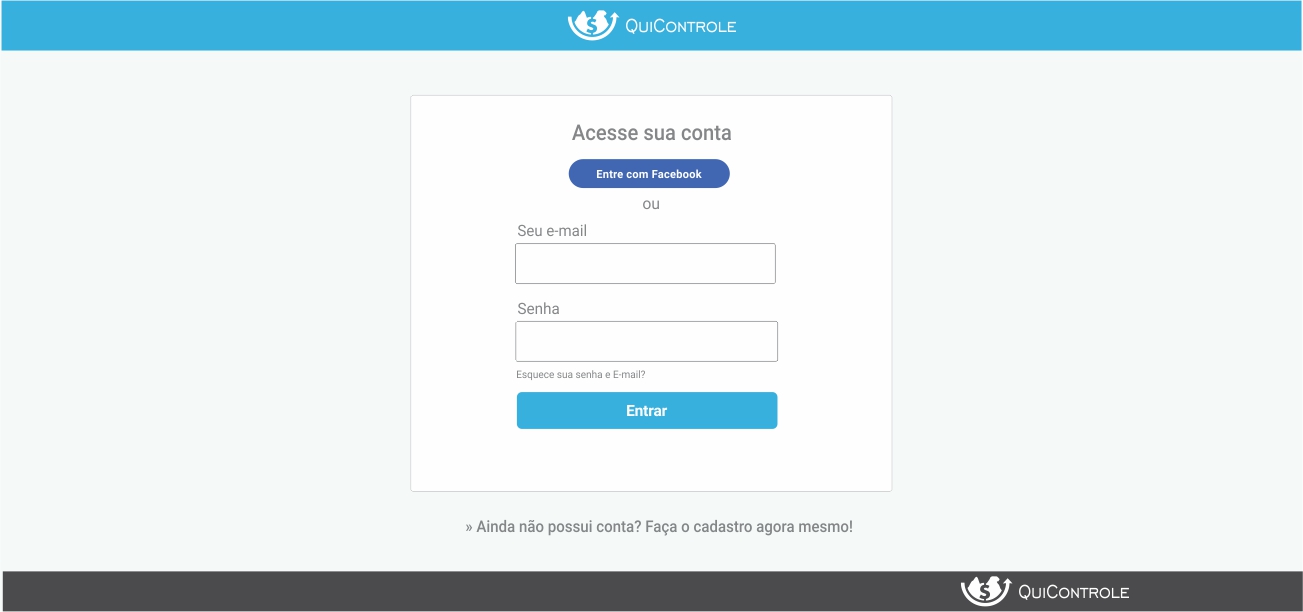 QUICONTROLE
Acesse sua conta
Entre com Facebook
ou
Seu e-mail
Senha
Esquece sua senha e E-mail?
Entrar
» Ainda não possui conta? Faça o cadastro agora mesmo!
QUICONTROLE